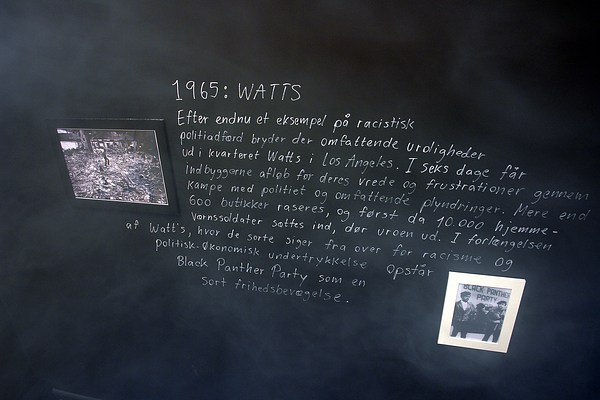 1965: WATTS
Efter endnu et eksempel på racistisk
politiadfærd bryder der omfattende uroligheder
ud i kvarteret Watts i Los Angeles. I seks dage får
indbyggerne afløb for deres vrede og frustrationer gennem
kampe med politiet og omfattende plyndringer. Mere end
600 butikker raseres, og først da 10.000 hjemme-
værnssoldater sættes ind, dør uroen ud. I forlængelsen
af Watt's, hvor de sorte siger fra over for racisme og
politisk-økonomisk undertrykkelse opstår
Black Panther Party som en
sort frihedsbevægelse.
BLACK PANTHER
PARTY